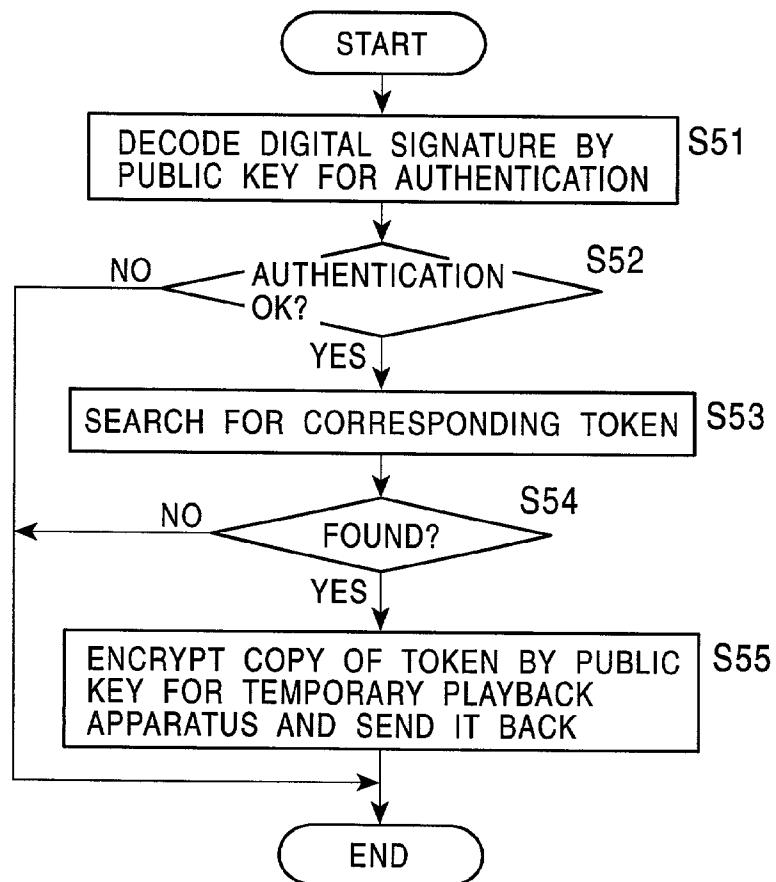 START
DECODE DIGITAL SIGNATURE BY
PUBLIC KEY FOR AUTHENTICATION
S51
AUTHENTICATION
OK?
S52
NO
YES
SEARCH FOR CORRESPONDING TOKEN
S53
FOUND?
S54
NO
YES
ENCRYPT COPY OF TOKEN BY PUBLIC
KEY FOR TEMPORARY PLAYBACK
APPARATUS AND SEND IT BACK
S55
END